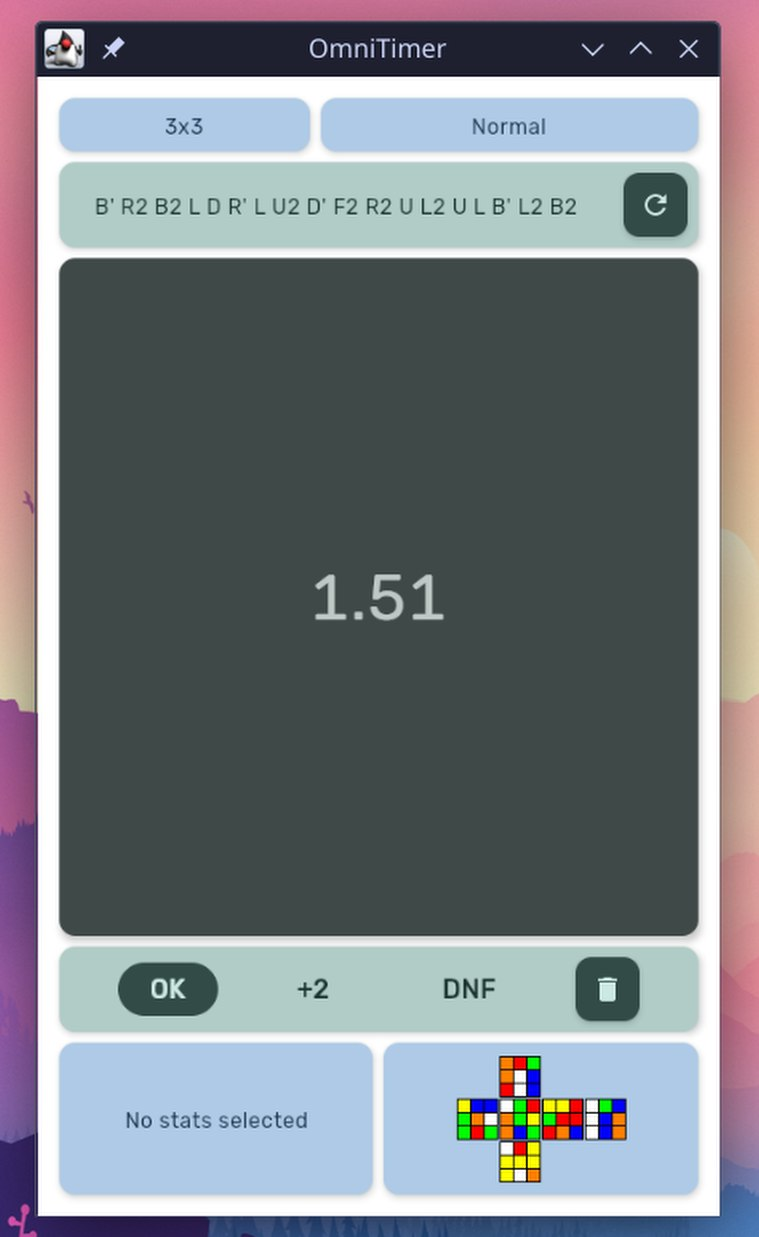 OmniTimer
3x3 Normal
B' R2 B2 L D R' L U2 D' F2 R2 U L2 U L B' L2 B2
1.51
OK +2 DNF
No stats selected